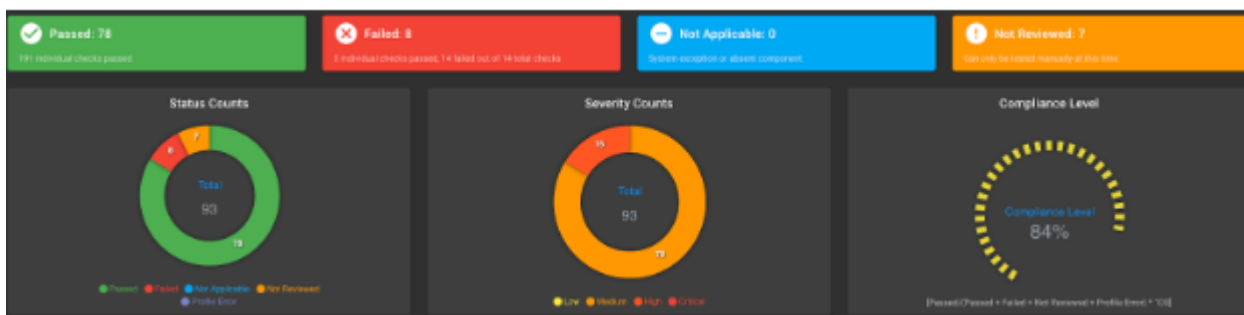 Passed: 78
191 individual checks passed
Failed: 8
individual checks passed, 14 failed out of 14 total checks
Not Applicable: 0
System exception or absent component
Not Reviewed: 7
Can only be tested manually at this time
Status Counts
7
8
Total
93
78
Passed Failed Not Applicable Not Reviewed
Profile Error
Severity Counts
15
Total
93
78
Low Medium High Critical
Compliance Level
Compliance Level
84%
[Passed/(Passed + Failed + Not Reviewed + Profile Error) * 100]